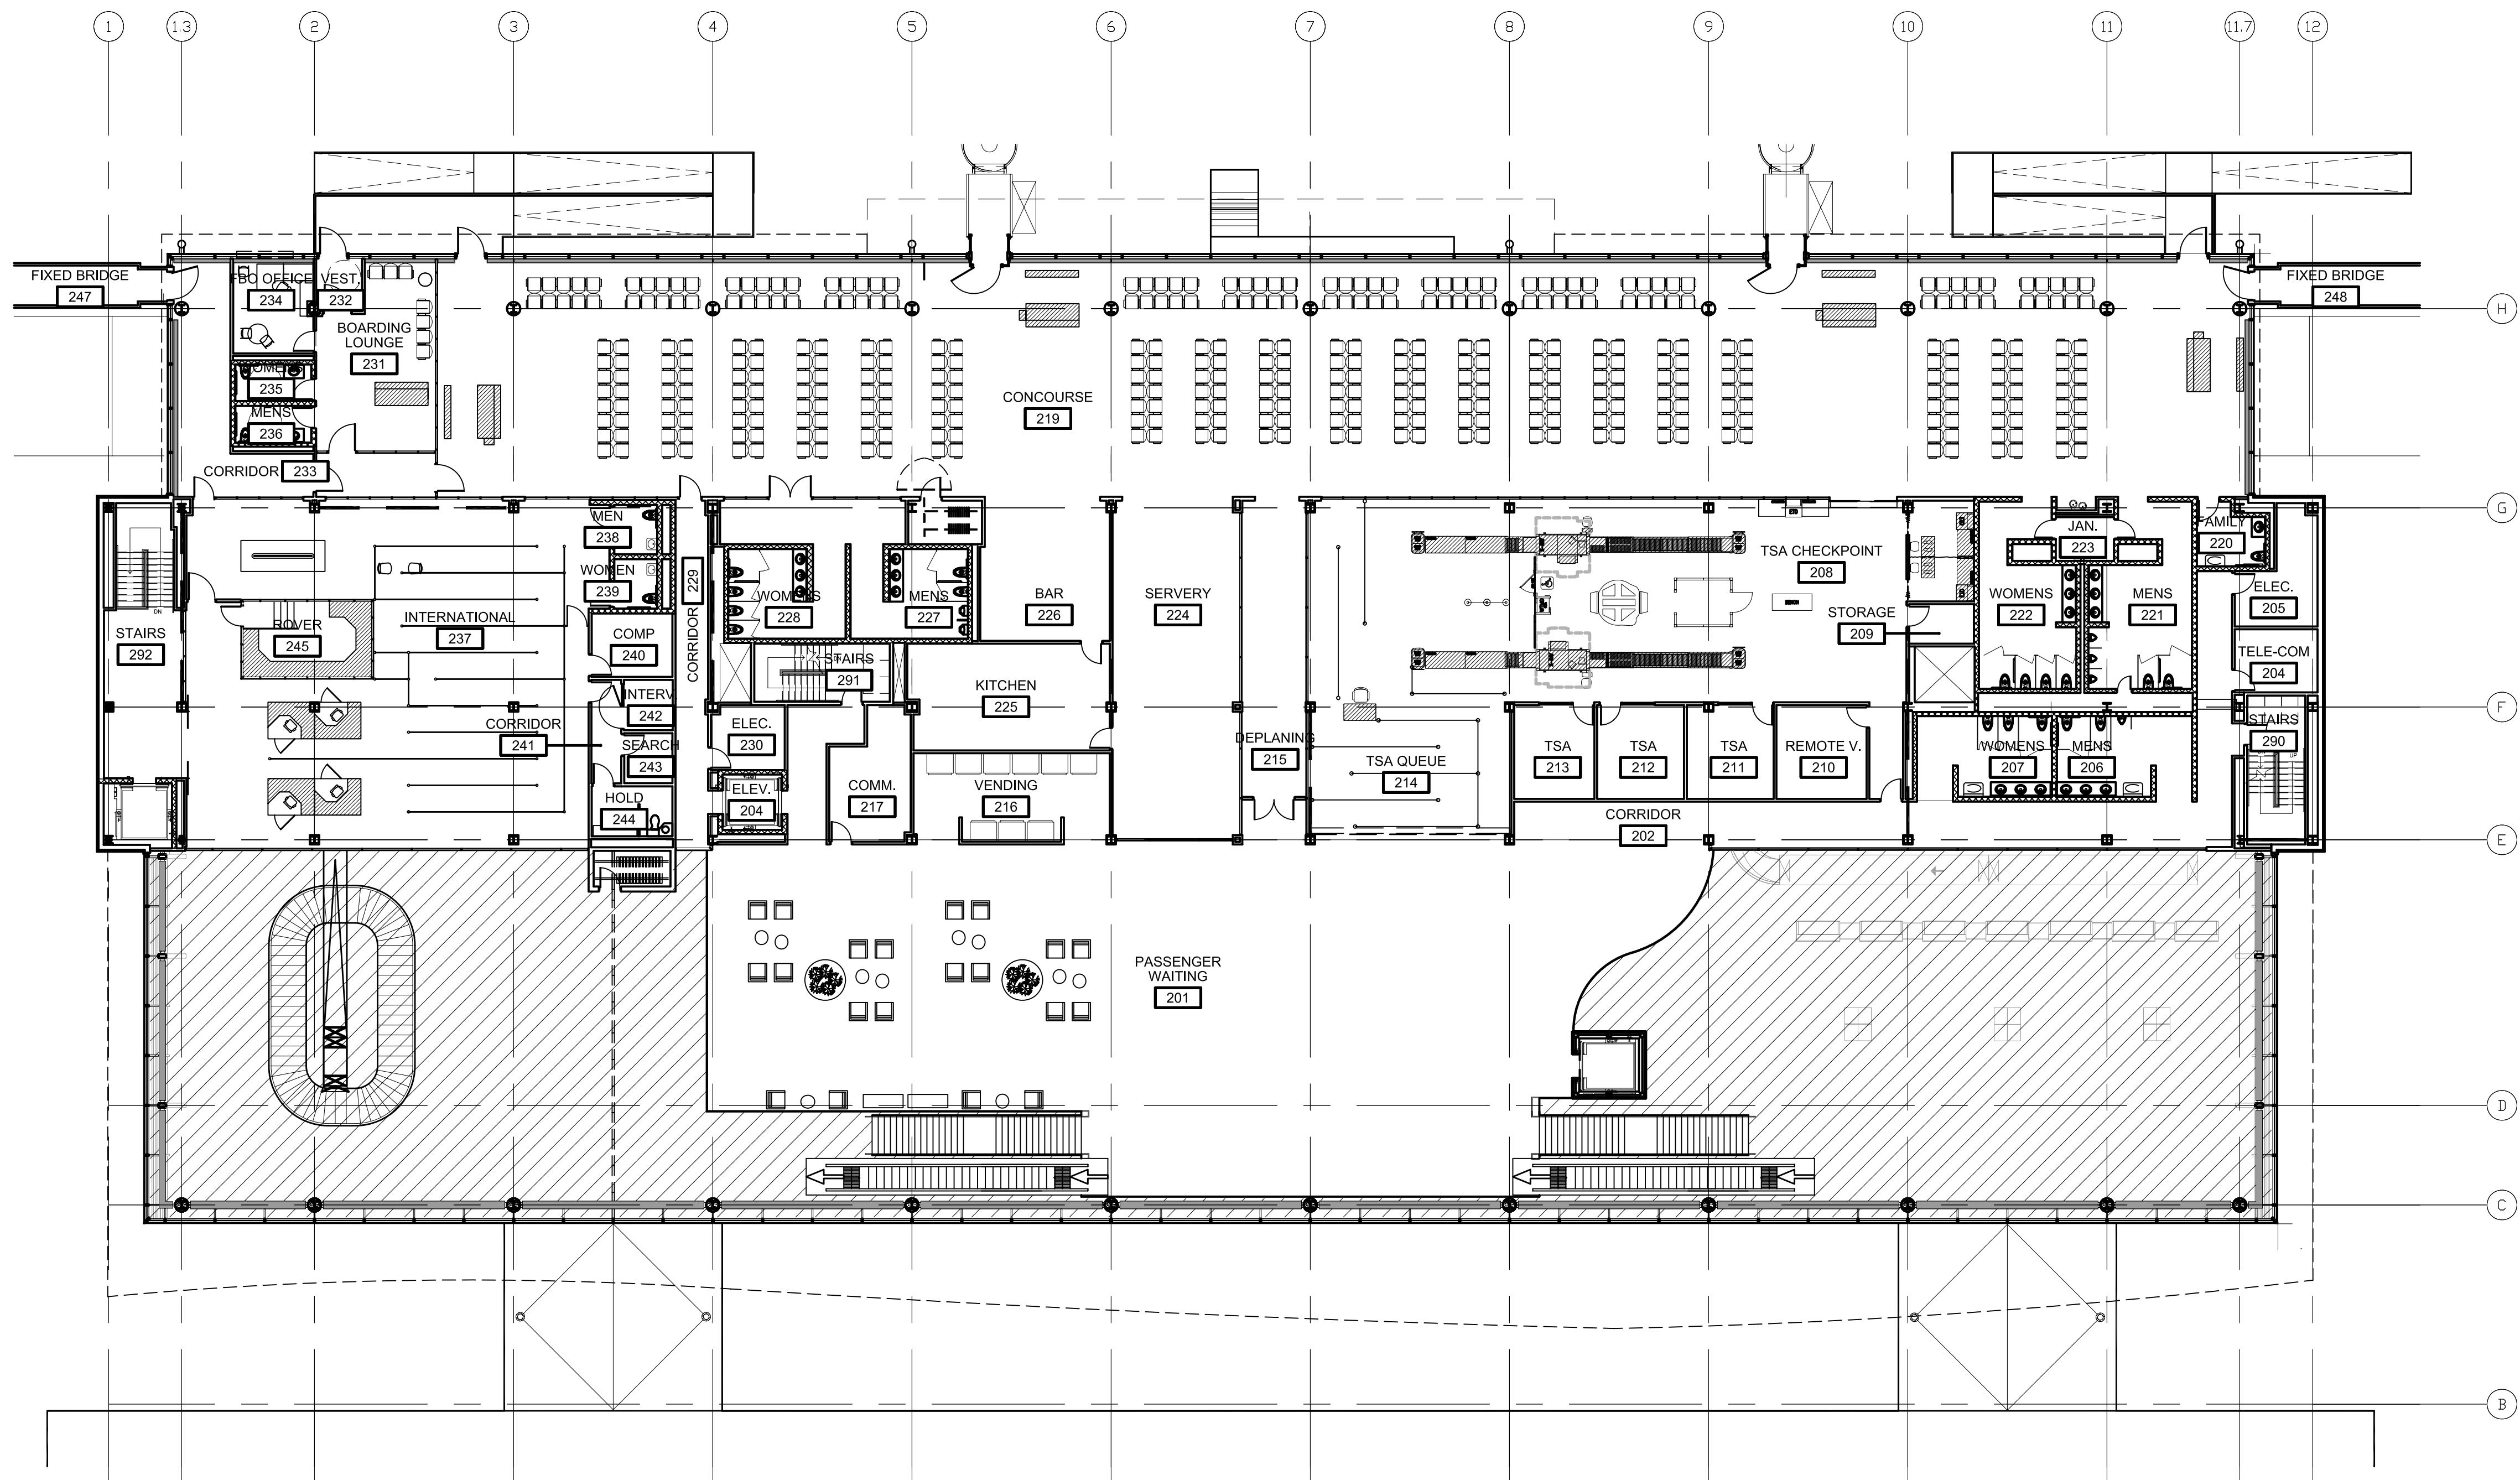 1 1.3 2 3 4 5 6 7 8 9 10 11 11.7 12
FIXED BRIDGE
247
FBO OFFICE
234
VEST.
232
FIXED BRIDGE
248
H
BOARDING
LOUNGE
231
WOMENS
235
MENS
236
CONCOURSE
219
CORRIDOR 233
G
MEN
238
WOMEN
239
CORRIDOR 229
WOMENS
228
MENS
227
BAR
226
SERVERY
224
TSA CHECKPOINT
208
STORAGE
209
JAN.
223
FAMILY
220
WOMENS
222
MENS
221
ELEC.
205
TELE-COM
204
STAIRS
292
DN
ROVER
245
INTERNATIONAL
237
COMP
240
STAIRS
291
KITCHEN
225
INTERV.
242
F
CORRIDOR
241
SEARCH
243
ELEC.
230
DEPLANING
215
TSA QUEUE
214
TSA
213
TSA
212
TSA
211
REMOTE V.
210
WOMENS
207
MENS
206
STAIRS
290
UP
HOLD
244
ELEV.
204
COMM.
217
VENDING
216
CORRIDOR
202
E
PASSENGER
WAITING
201
D
C
B